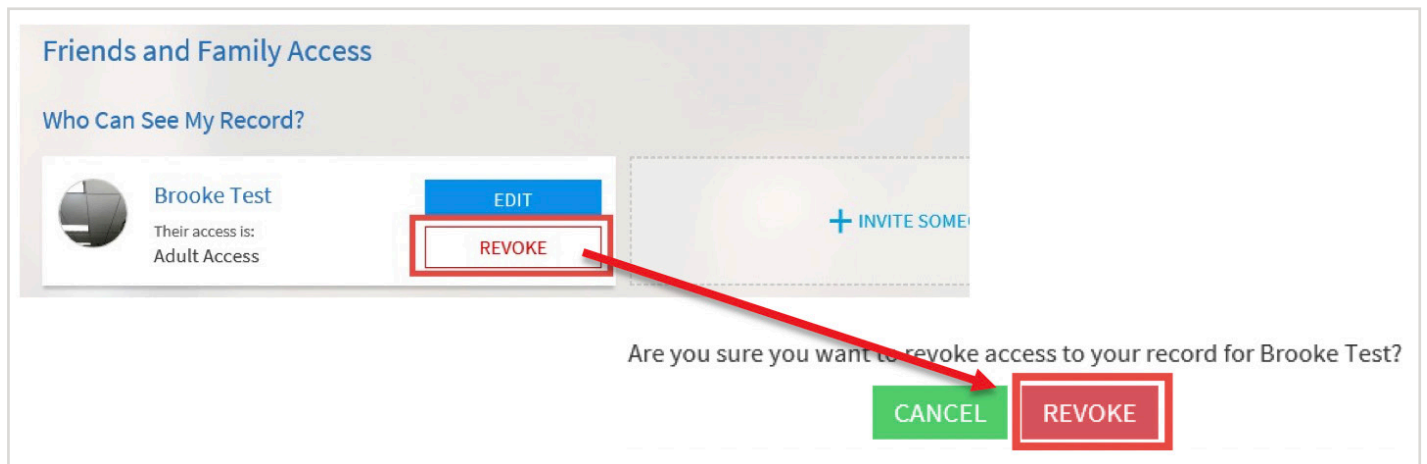 Friends and Family Access
Who Can See My Record?
Brooke Test
Their access is:
Adult Access
EDIT
REVOKE
+ INVITE
Are you sure you want to revoke access to your record for Brooke Test?
CANCEL
REVOKE